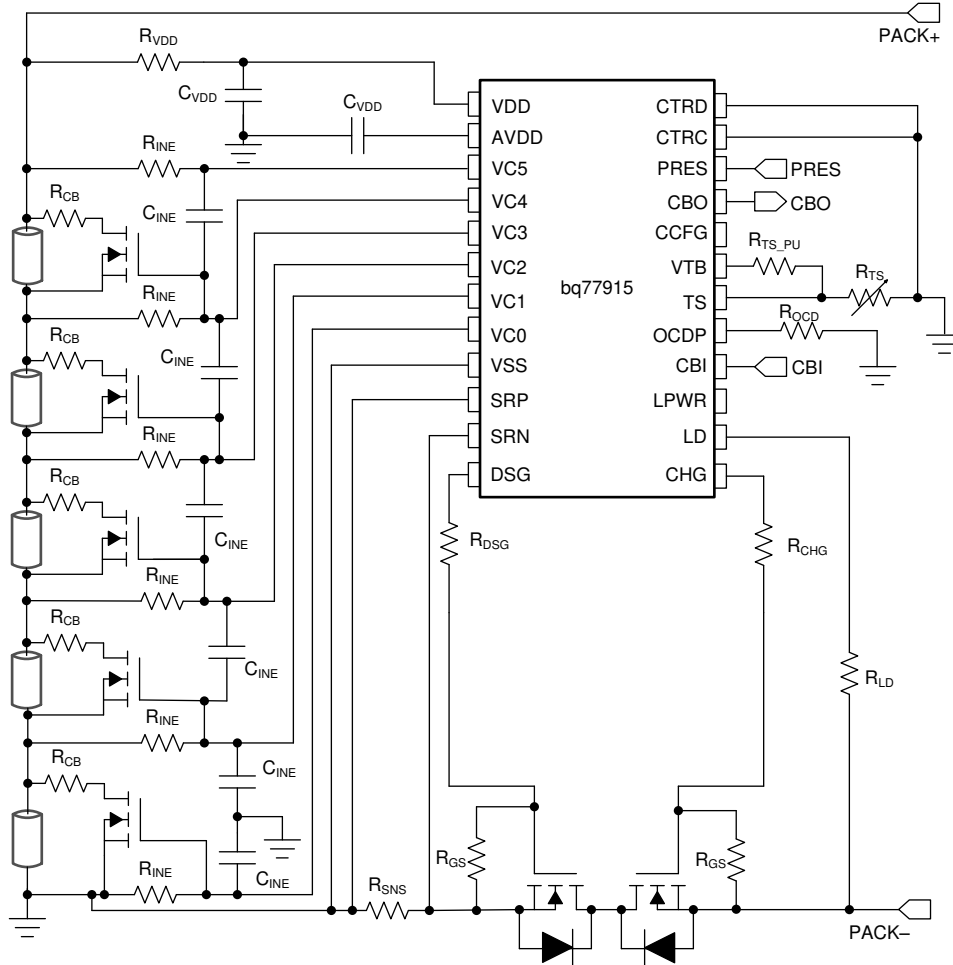 PACK+
RVDD
CVDD
CVDD
VDD
CTRD
AVDD
CTRC
RINE
VC5
PRES
PRES
RCB
CINE
VC4
CBO
CBO
VC3
CCFG
RTS_PU
VC2
bq77915
VTB
RTS
RINE
VC1
TS
RCB
VC0
OCDP
ROCD
CINE
VSS
CBI
CBI
SRP
LPWR
RINE
SRN
LD
RCB
DSG
CHG
CINE
RDSG
RCHG
RINE
RCB
CINE
RLD
RINE
RCB
CINE
RINE
CINE
RGS
RGS
RSNS
PACK–